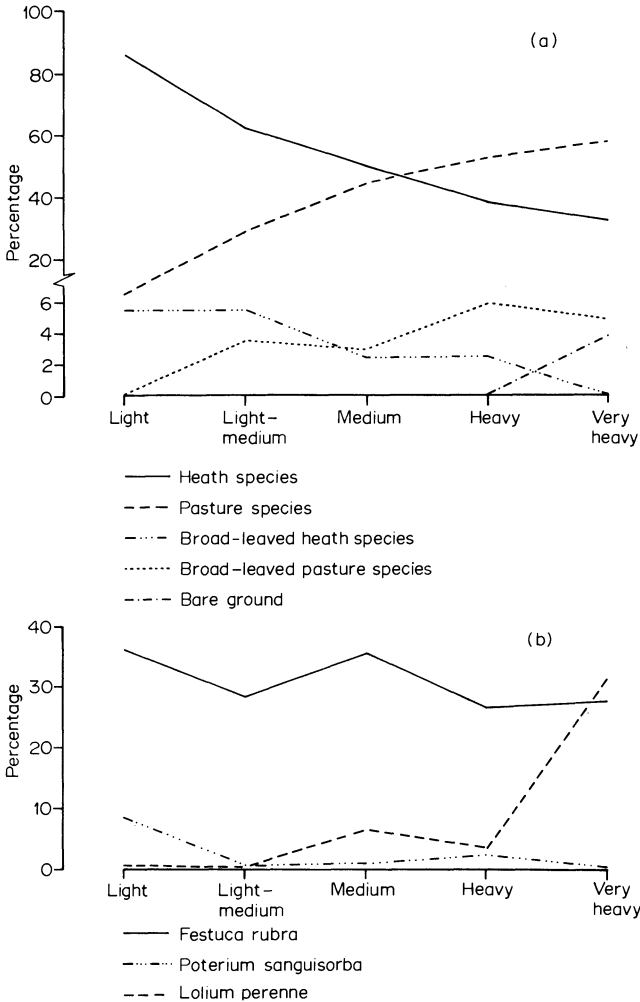 (a)
Percentage
100
80
60
40
20
6
4
2
0
Light
Light-
medium
Medium
Heavy
Very
heavy
Heath species
Pasture species
Broad-leaved heath species
Broad-leaved pasture species
Bare ground
(b)
Percentage
40
30
20
10
0
Light
Light-
medium
Medium
Heavy
Very
heavy
Festuca rubra
Poterium sanguisorba
Lolium perenne